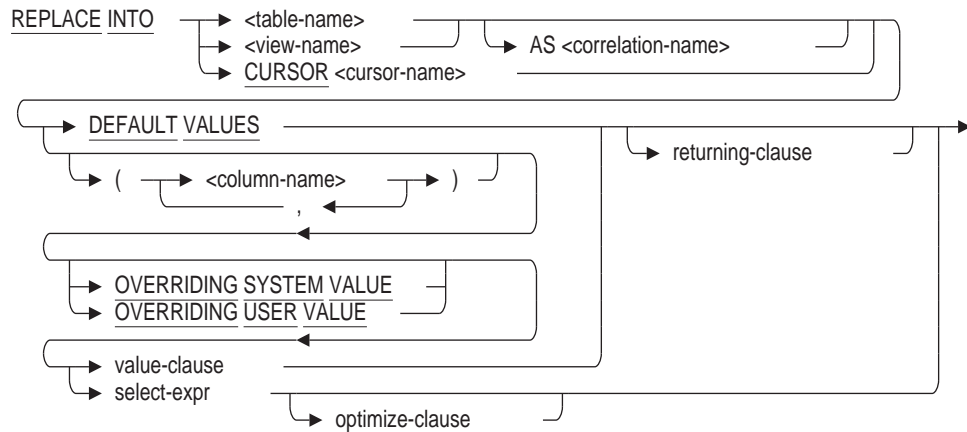 REPLACE INTO <table-name>
<view-name> AS <correlation-name>
CURSOR <cursor-name>
DEFAULT VALUES
returning-clause
( <column-name> )
,
OVERRIDING SYSTEM VALUE
OVERRIDING USER VALUE
value-clause
select-expr
optimize-clause